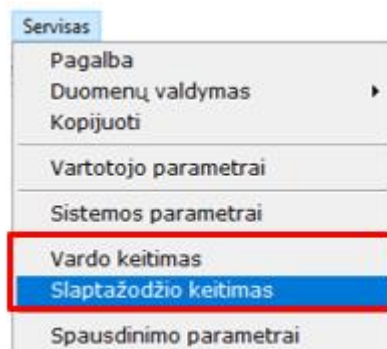 Servisas
Pagalba
Duomenų valdymas
Kopijuoti
Vartotojo parametrai
Sistemos parametrai
Vardo keitimas
Slaptažodžio keitimas
Spausdinimo parametrai